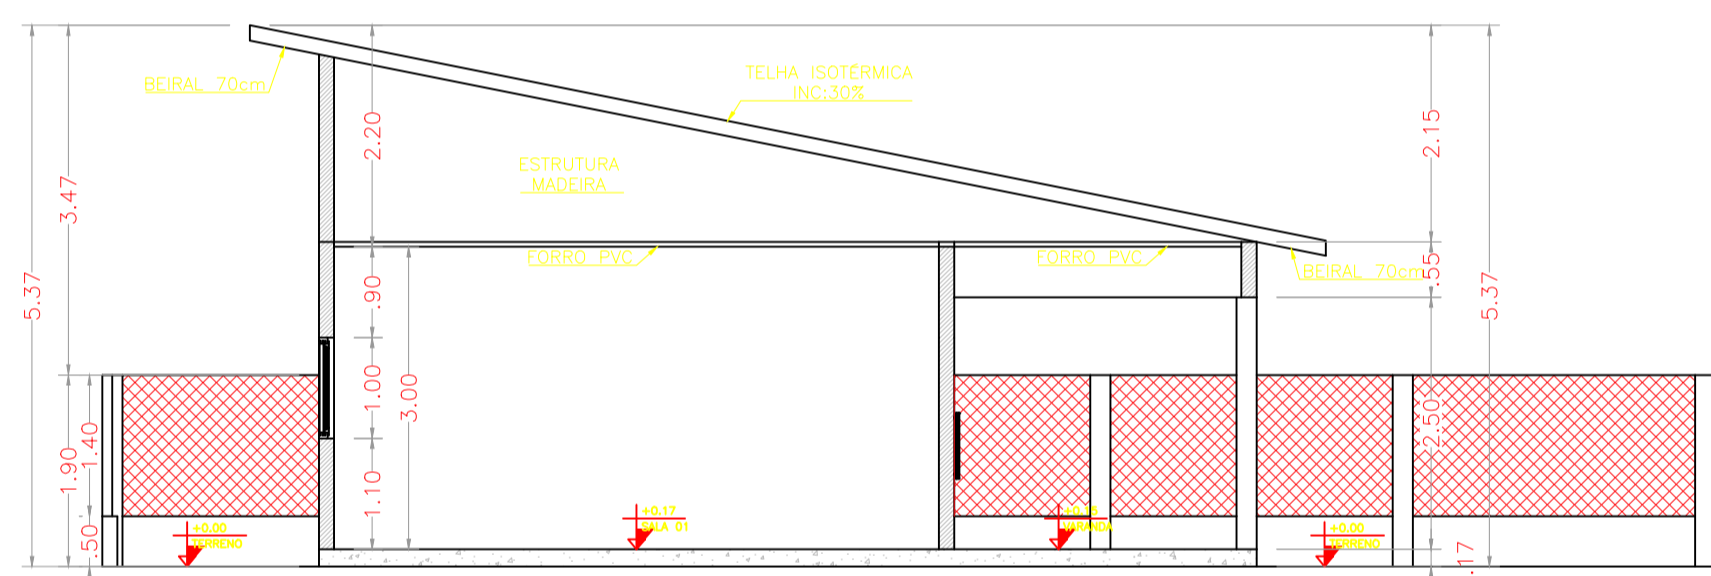 BEIRAL 70cm
TELHA ISOTÉRMICA
INC:30%
2.20
2.15
3.47
ESTRUTURA
MADEIRA
5.37
FORRO PVC
FORRO PVC
BEIRAL 70cm
.55
5.37
.90
1.00
3.00
2.50
1.40
1.90
1.10
.50
+0.00
TERRENO
+0.17
SALA 01
+0.15
VARANDA
+0.00
TERRENO
.17